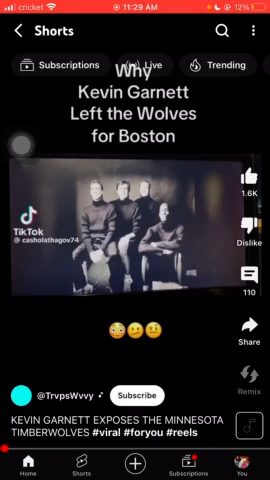 cricket
11:29 AM
12%
Shorts
Subscriptions
Live
Trending
Why
Kevin Garnett
Left the Wolves
for Boston
1.6K
TikTok
@ casholathagov74
Dislike
110
Share
@TrvpsWvvy
Subscribe
Remix
KEVIN GARNETT EXPOSES THE MINNESOTA
TIMBERWOLVES #viral #foryou #reels
Home
Shorts
Subscriptions
You